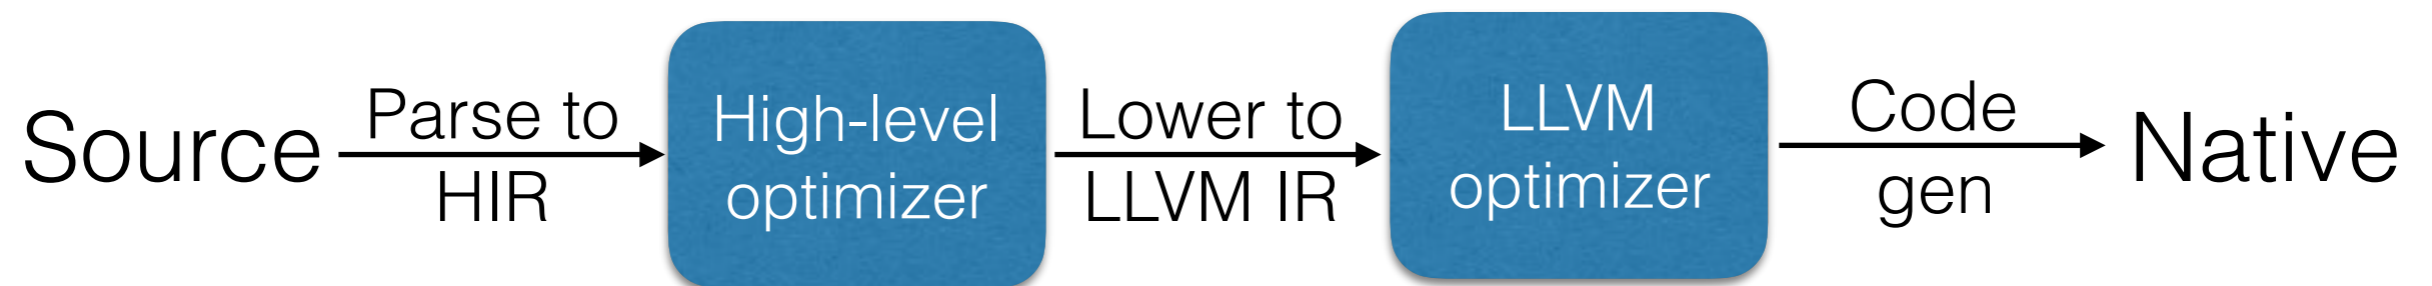 Source
Parse to
HIR
High-level
optimizer
Lower to
LLVM IR
LLVM
optimizer
Code
gen
Native